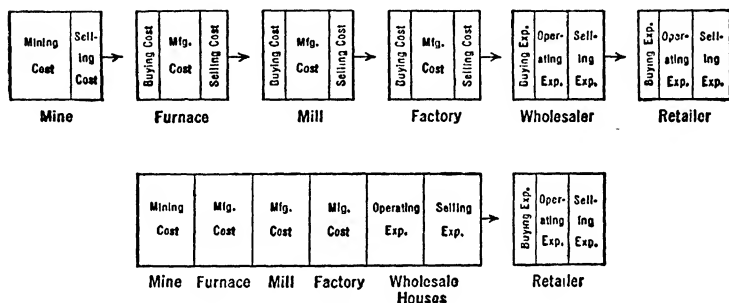 Mining Cost
Sell- ing Cost
Mine
Buying Cost
Mfg. Cost
Selling Cost
Furnace
Buying Cost
Mfg. Cost
Selling Cost
Mill
Buying Cost
Mfg. Cost
Selling Cost
Factory
Buying Exp.
Oper- ating Exp.
Sell- ing Exp.
Wholesaler
Buying Exp.
Oper- ating Exp.
Sell- ing Exp.
Retailer
Mining Cost
Mfg. Cost
Mfg. Cost
Mfg. Cost
Operating Exp.
Selling Exp.
Mine Furnace Mill Factory Wholesale
Houses
Buying Exp.
Oper- ating Exp.
Sell- ing Exp.
Retailer